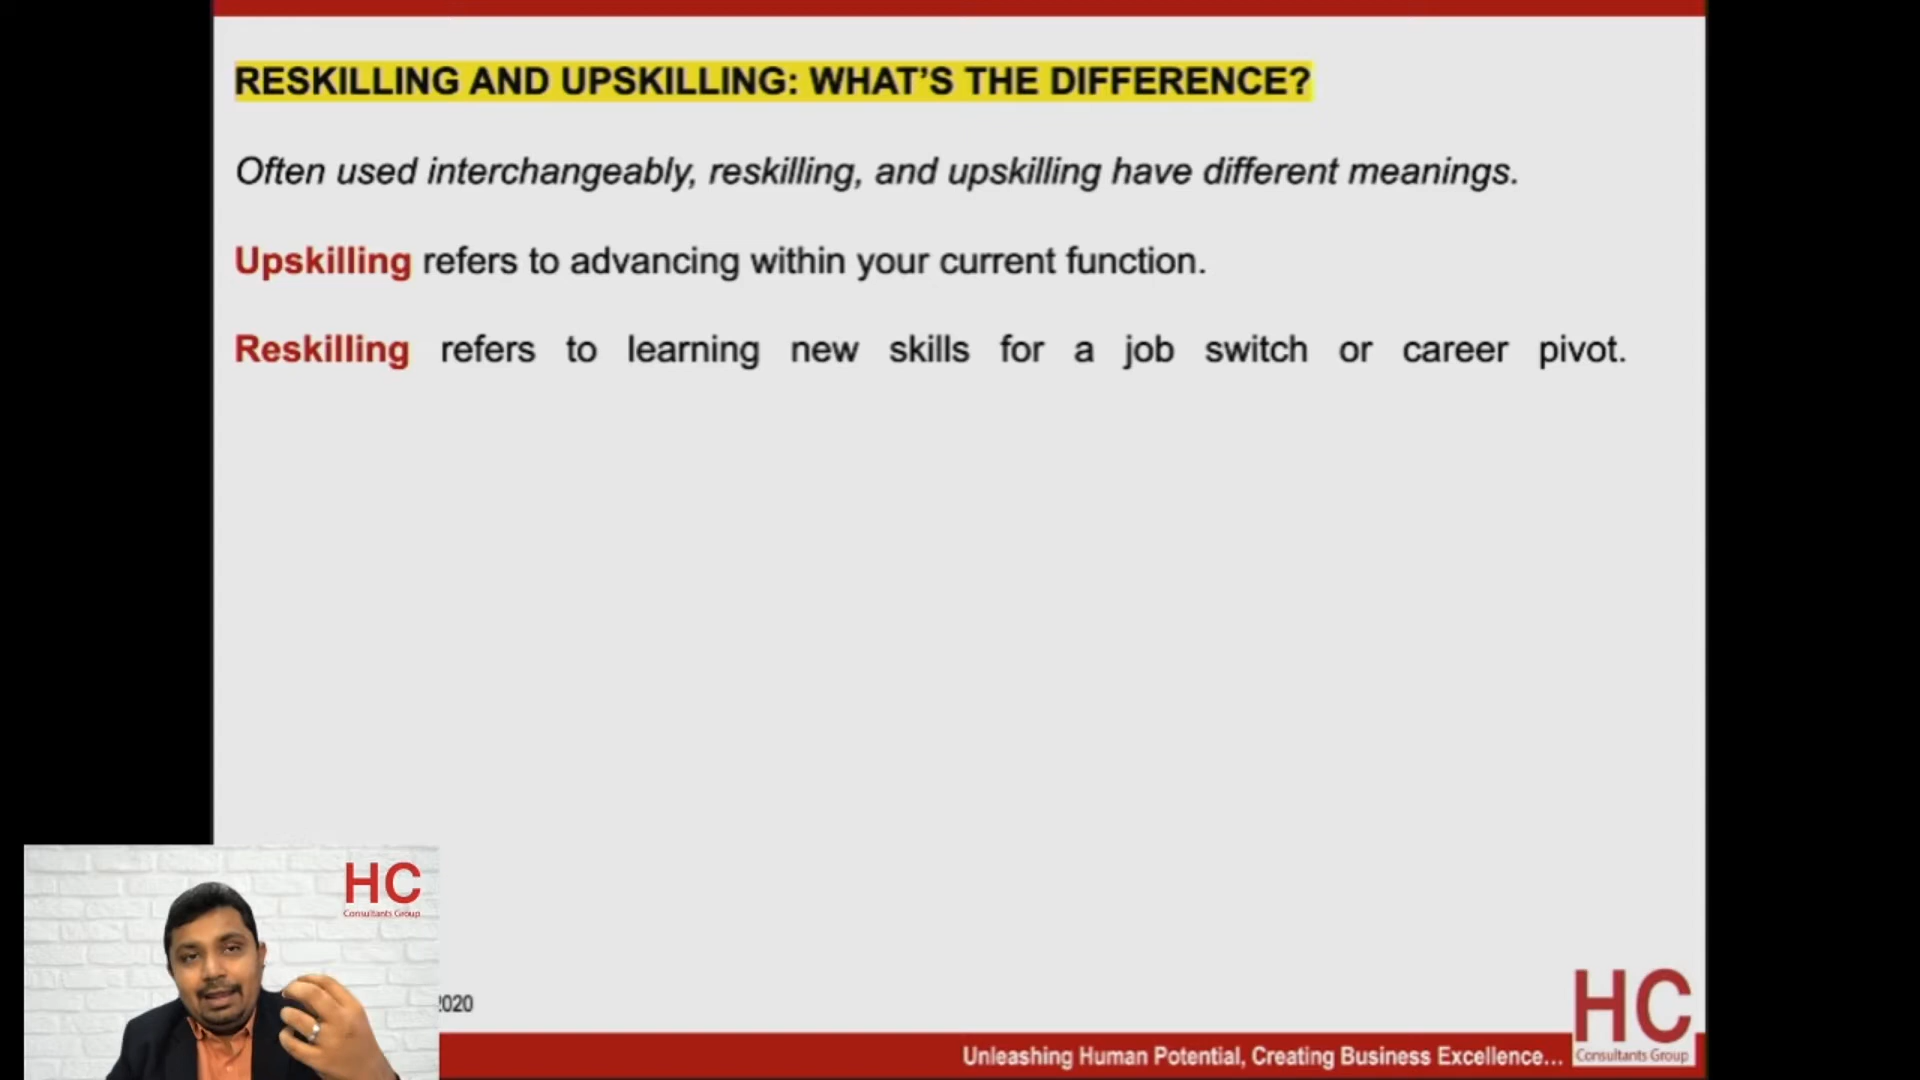 RESKILLING AND UPSKILLING: WHAT'S THE DIFFERENCE?
Often used interchangeably, reskilling, and upskilling have different meanings.
Upskilling refers to advancing within your current function.
Reskilling refers to learning new skills for a job switch or career pivot.
HC
Consultants Group
2020
Unleashing Human Potential, Creating Business Excellence...
HC
Consultants Group